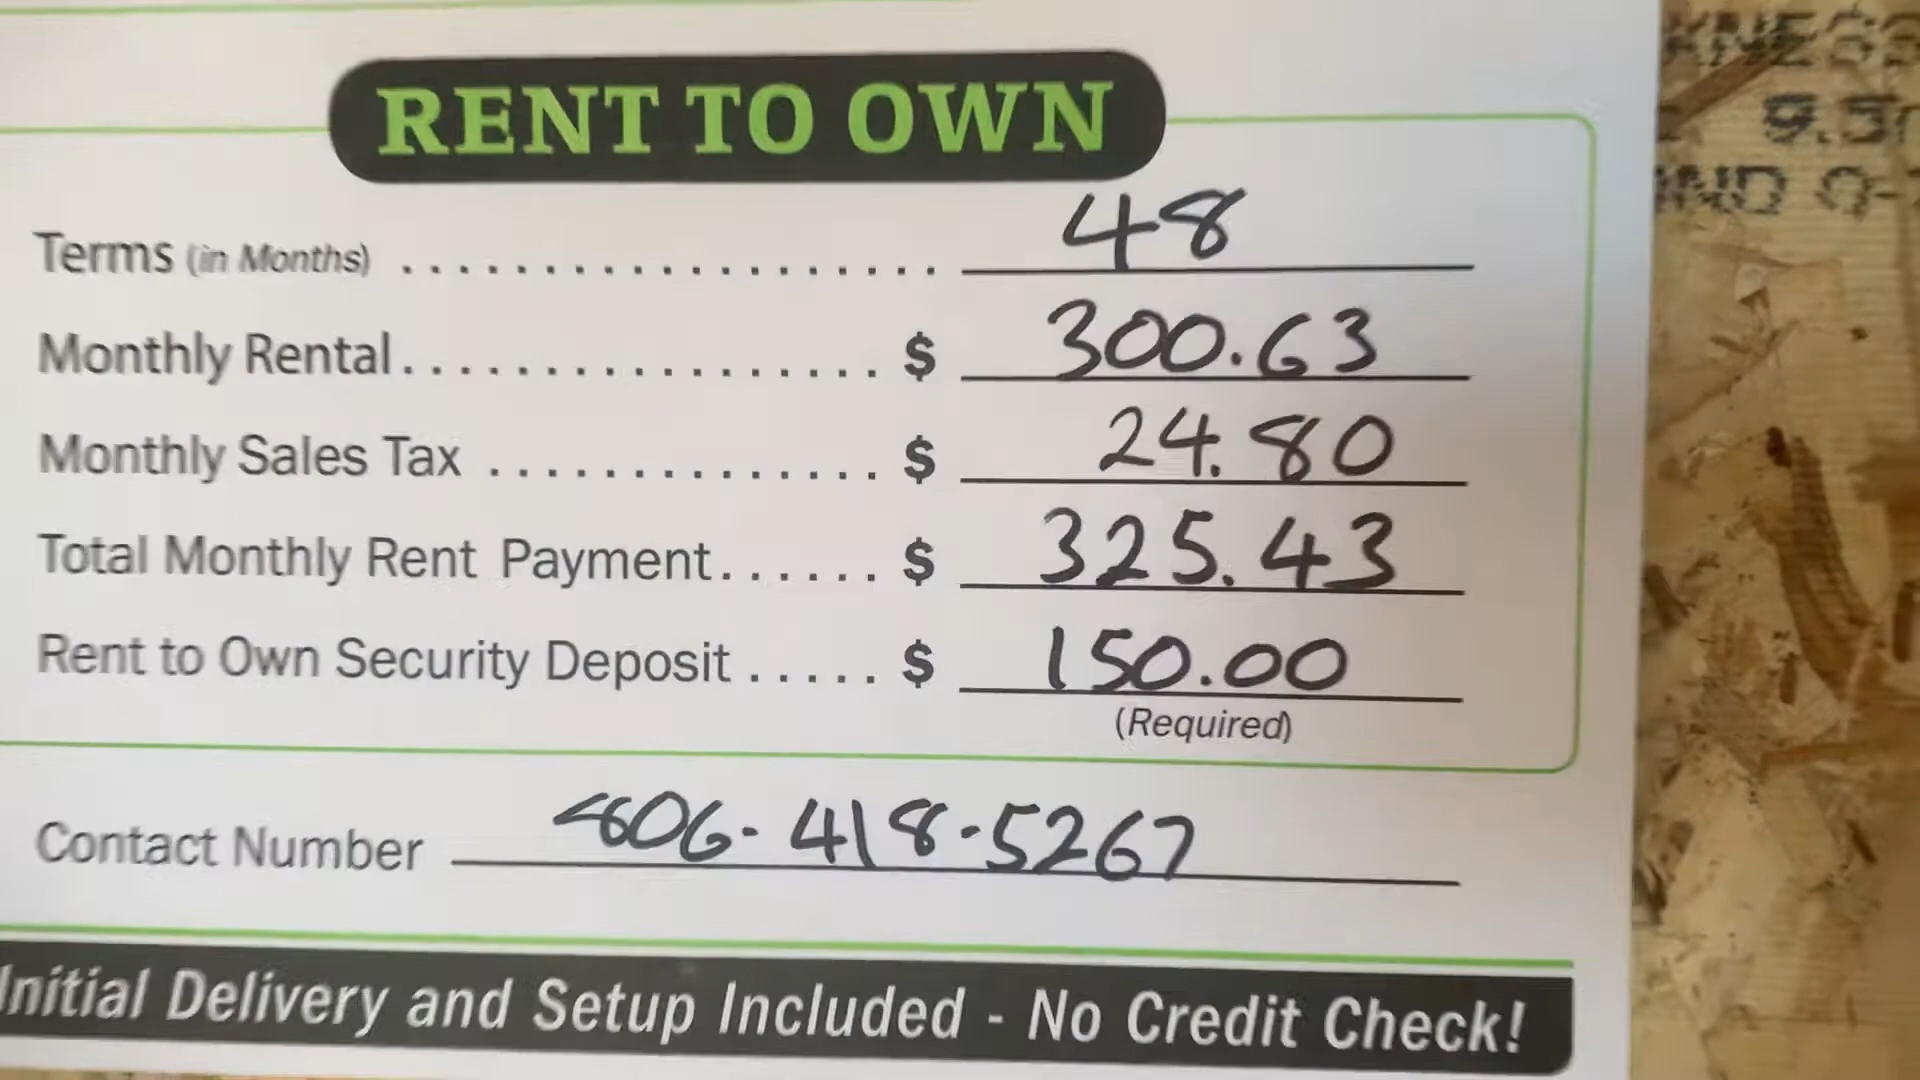 RENT TO OWN
Terms (in Months) .................... 48
Monthly Rental ................. $ 300.63
Monthly Sales Tax .............. $ 24.80
Total Monthly Rent Payment ...... $ 325.43
Rent to Own Security Deposit ..... $ 150.00
(Required)
Contact Number 806-418-5267
Initial Delivery and Setup Included - No Credit Check!